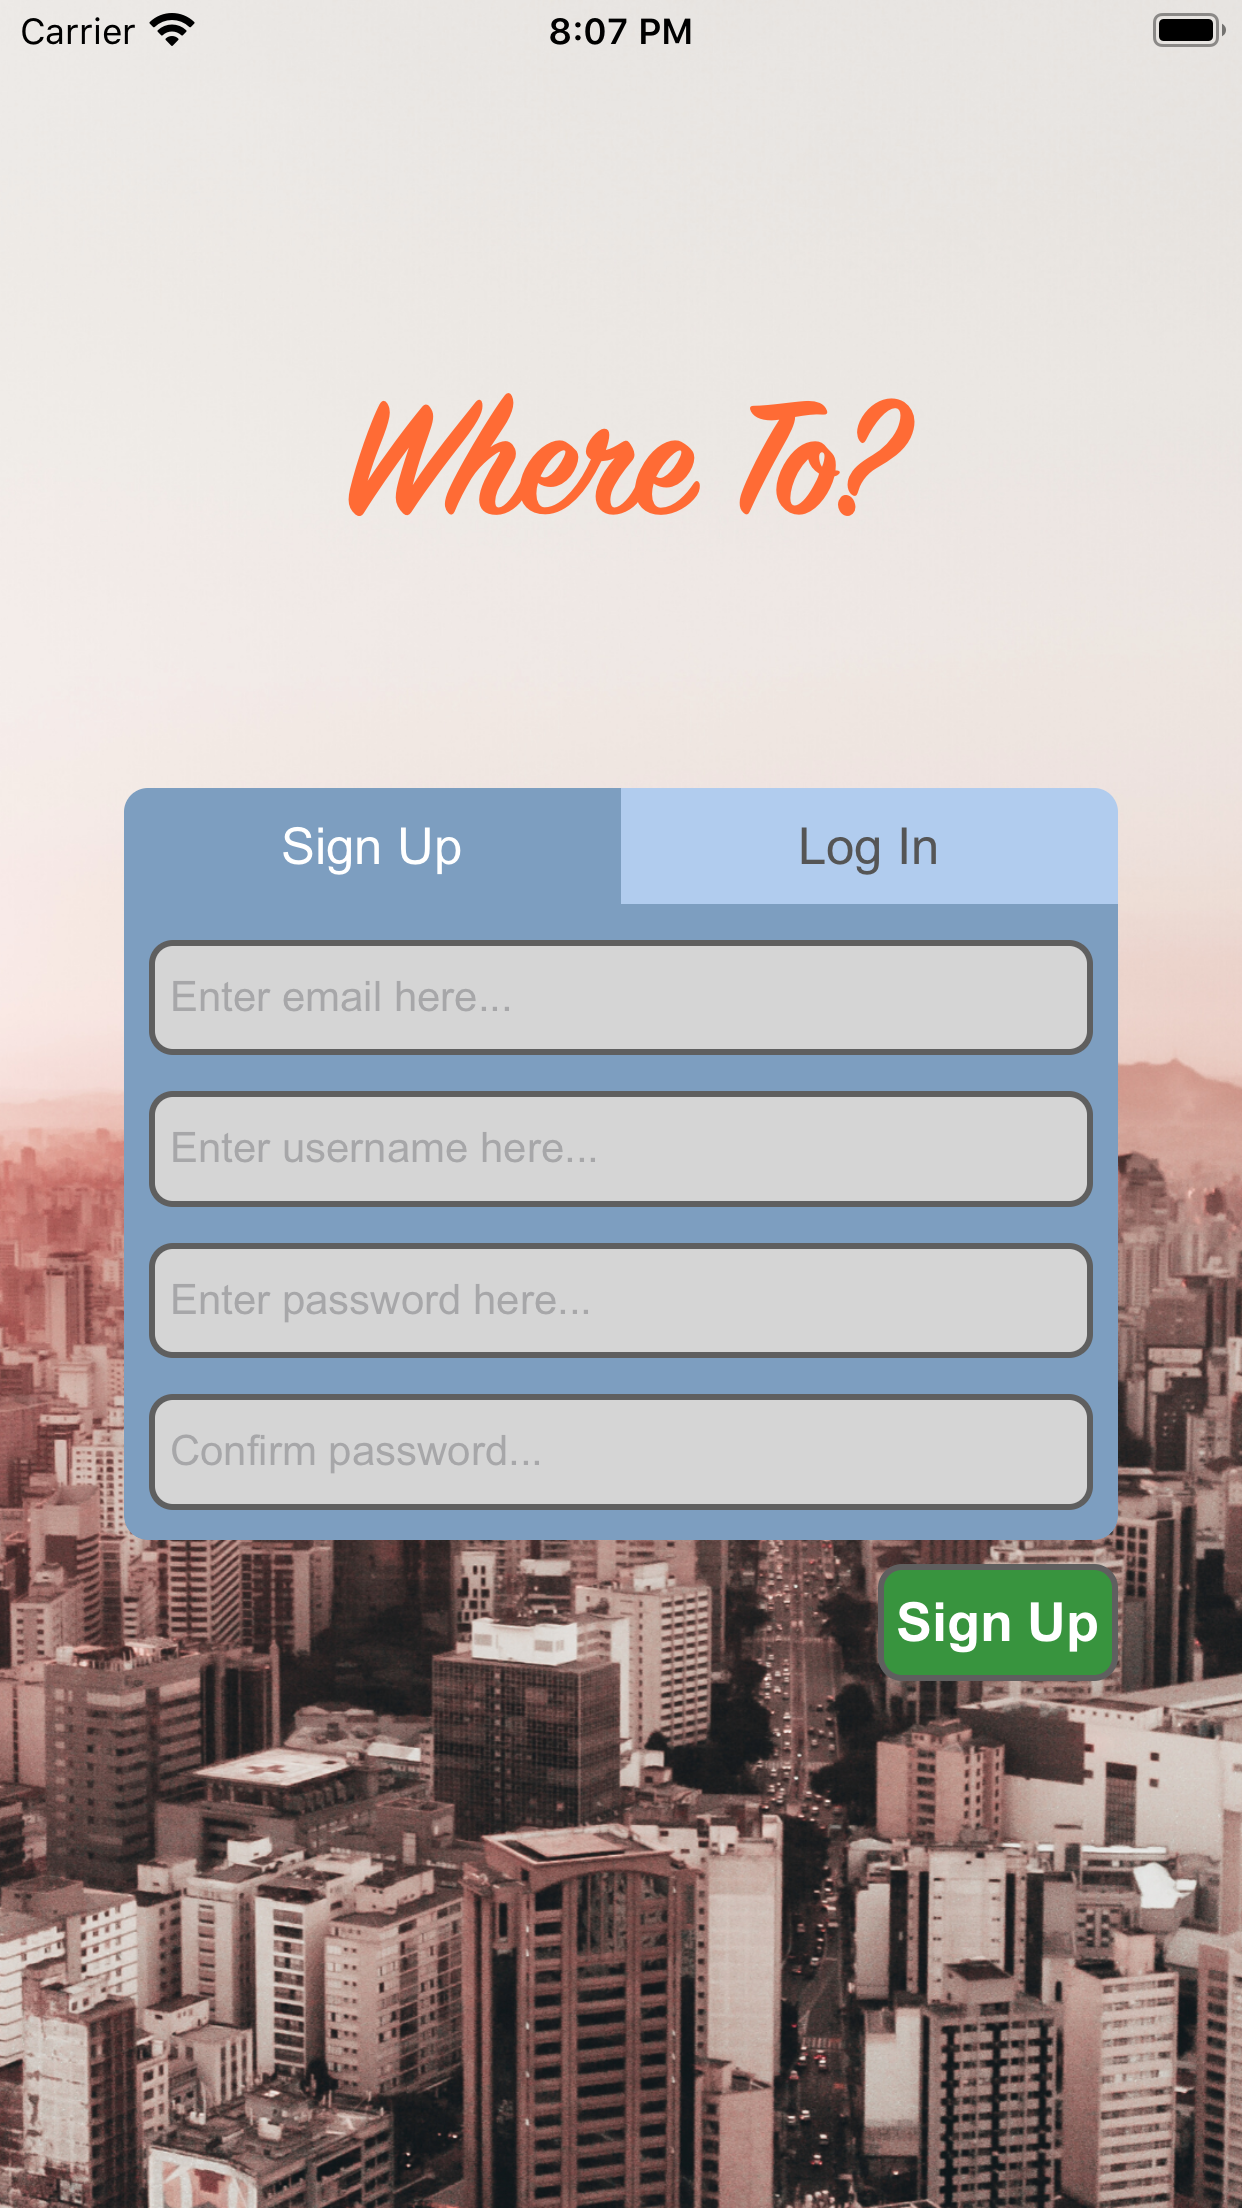 Carrier 8:07 PM
Where To?
Sign Up Log In
Enter email here...
Enter username here...
Enter password here...
Confirm password...
Sign Up